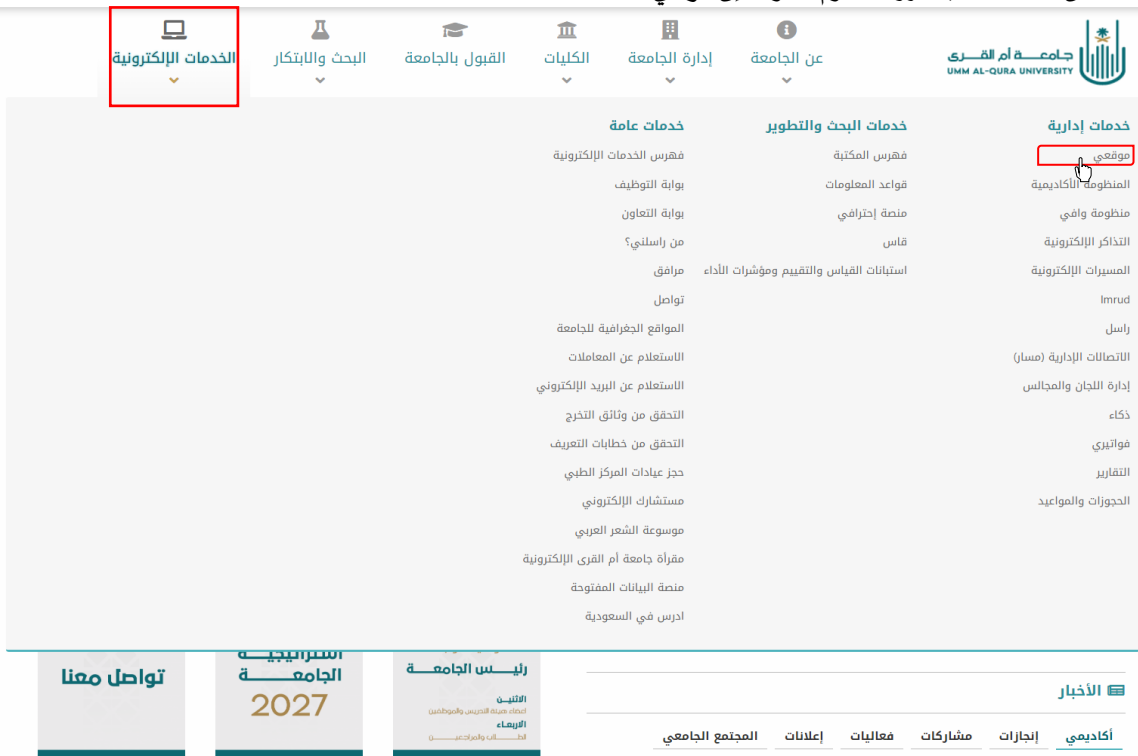 جامعة أم القرى
UMM AL-QURA UNIVERSITY
عن الجامعة
إدارة الجامعة
الكليات
القبول بالجامعة
البحث والابتكار
الخدمات الإلكترونية
خدمات إدارية
موقعي
المنظومة الأكاديمية
منظومة وافي
التذاكر الإلكترونية
المسيرات الإلكترونية
Imrud
راسل
الاتصالات الإدارية (مسار)
إدارة اللجان والمجالس
ذكاء
فواتيري
التقارير
الحجوزات والمواعيد
خدمات البحث والتطوير
فهرس المكتبة
قواعد المعلومات
منصة إحترافي
قاس
استبانات القياس والتقييم ومؤشرات الأداء
خدمات عامة
فهرس الخدمات الإلكترونية
بوابة التوظيف
بوابة التعاون
من راسلني؟
مرافق
تواصل
المواقع الجغرافية للجامعة
الاستعلام عن المعاملات
الاستعلام عن البريد الإلكتروني
التحقق من وثائق التخرج
التحقق من خطابات التعريف
حجز عيادات المركز الطبي
مستشارك الإلكتروني
موسوعة الشعر العربي
مقرأة جامعة أم القرى الإلكترونية
منصة البيانات المفتوحة
ادرس في السعودية
الأخبار
أكاديمي
إنجازات
مشاركات
فعاليات
إعلانات
المجتمع الجامعي
رئيس الجامعة
الاثنين
أعضاء هيئة التدريس والموظفين
الأربعاء
استراتيجية
الجامعة
2027
تواصل معنا